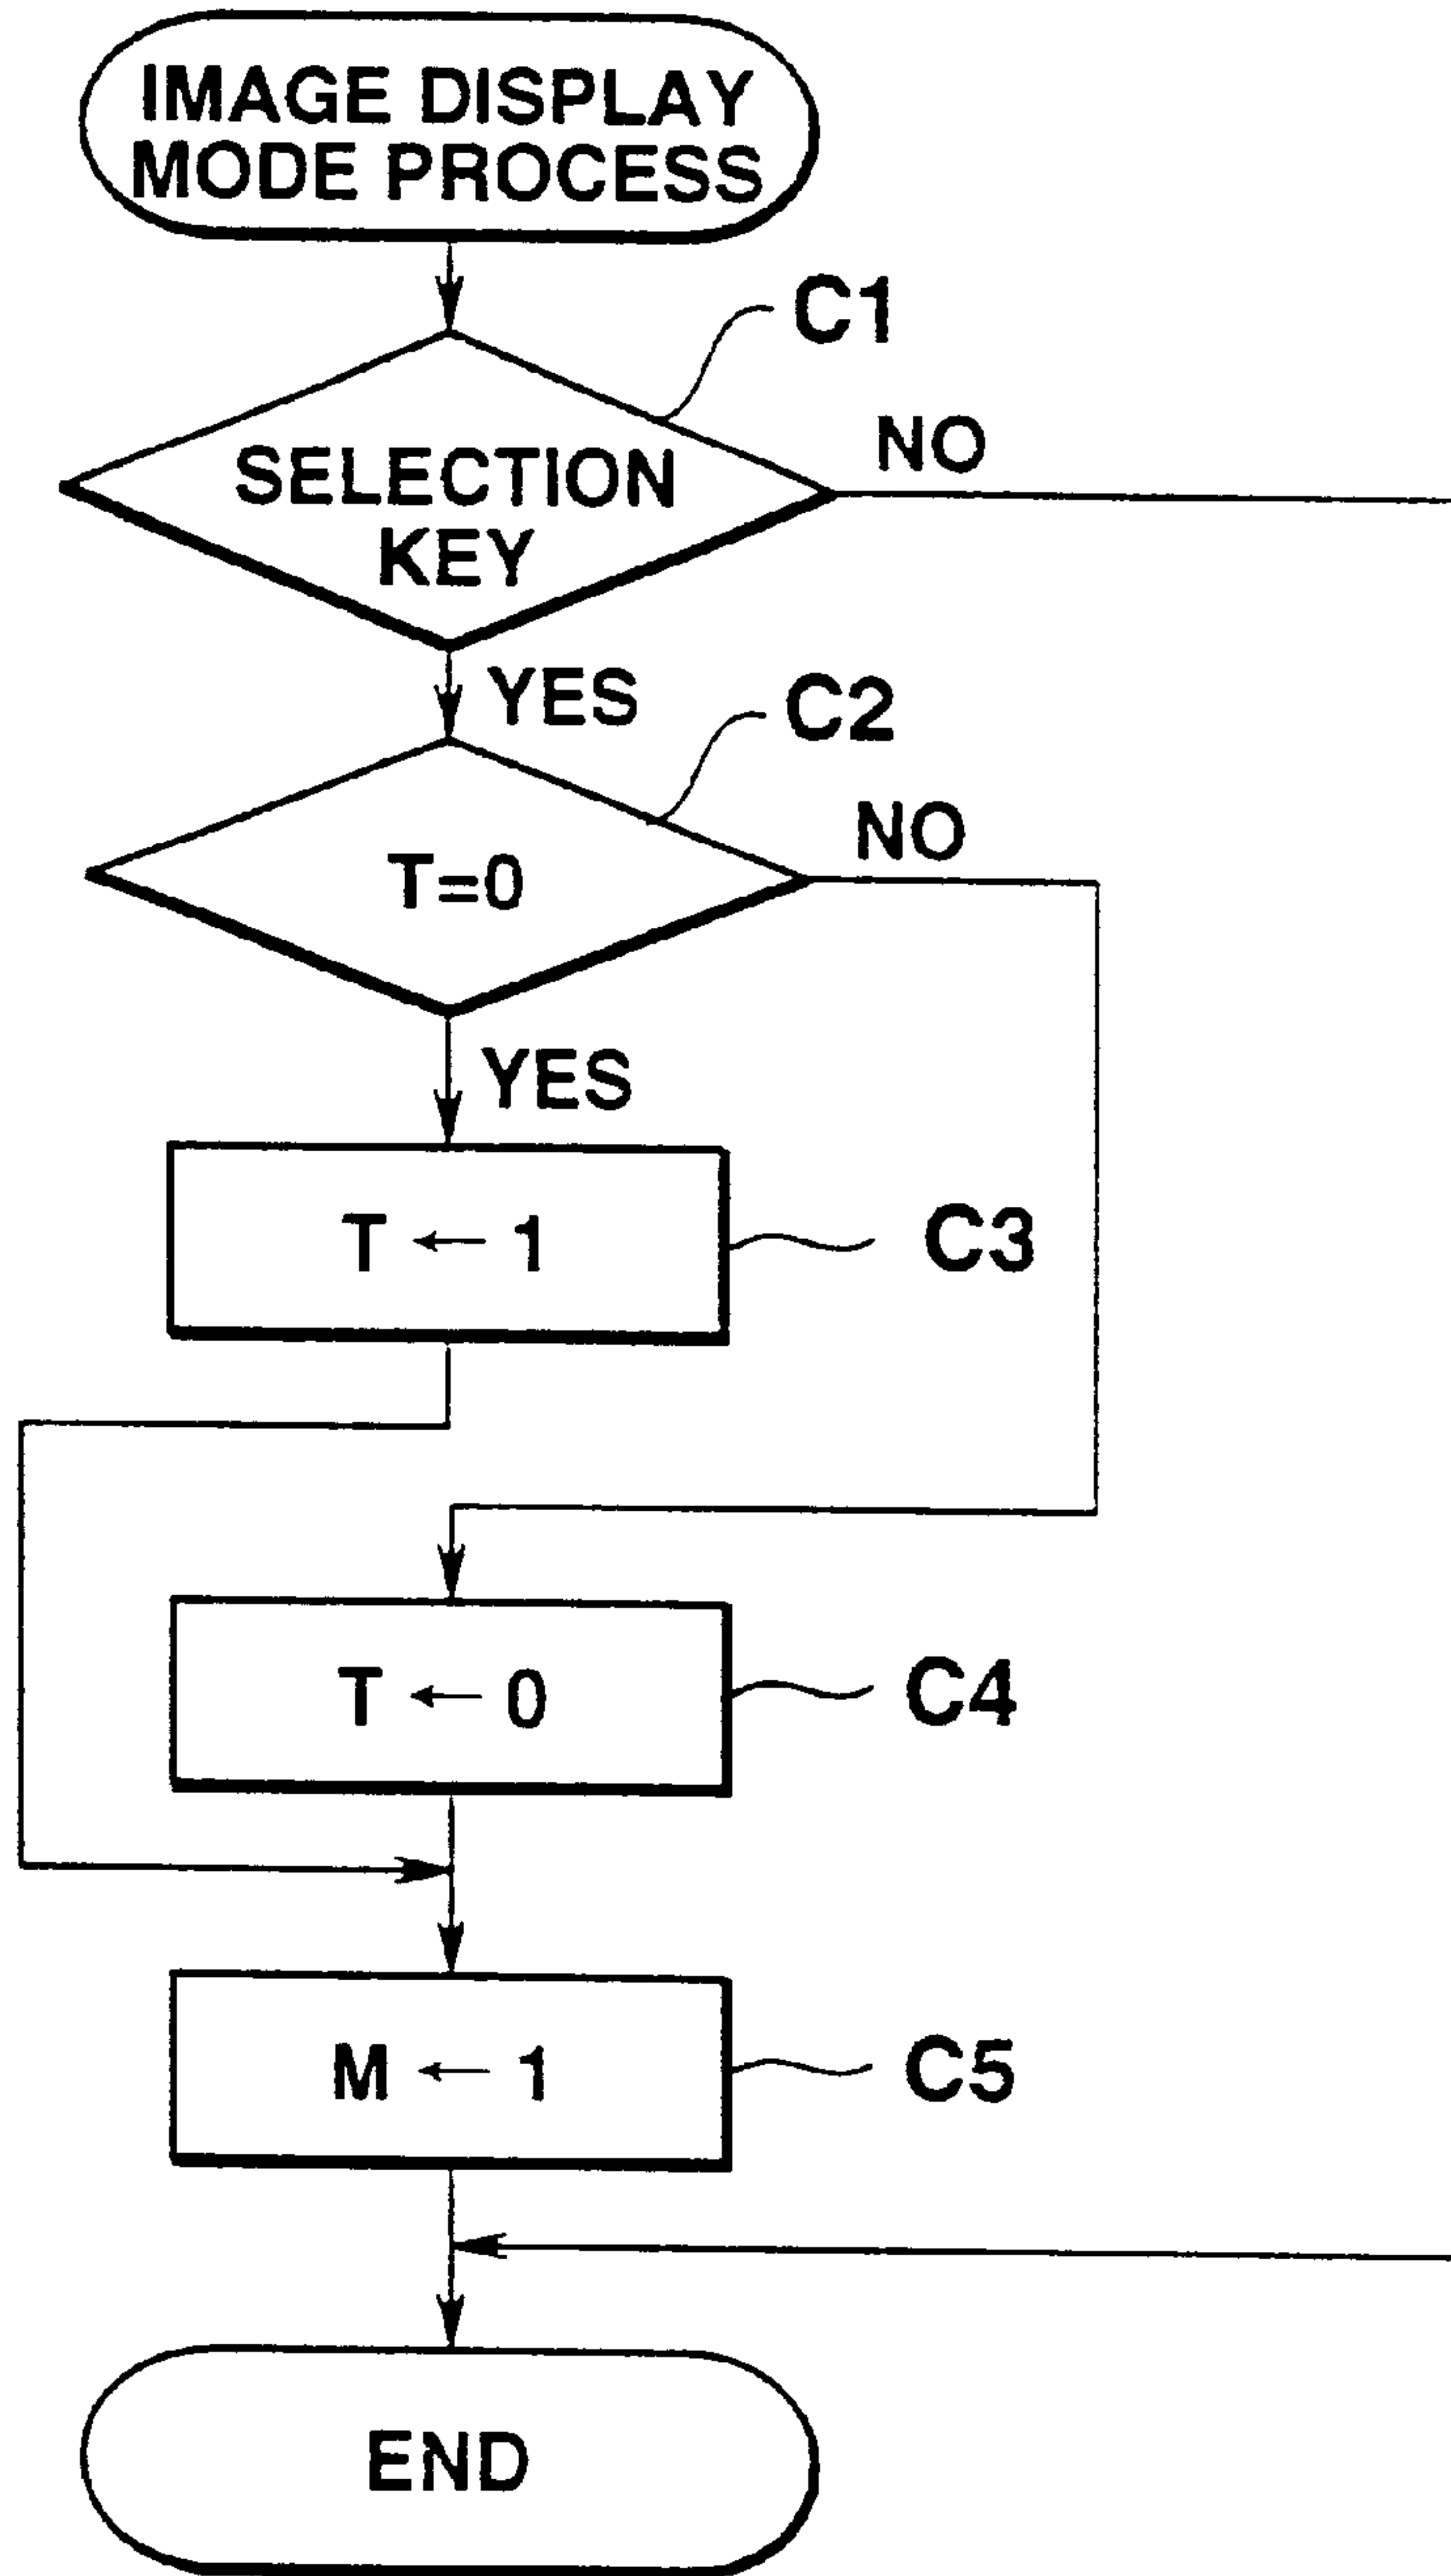 IMAGE DISPLAY
MODE PROCESS
C1
NO
SELECTION
KEY
YES
C2
NO
T=0
YES
T ← 1
C3
T ← 0
C4
M ← 1
C5
END